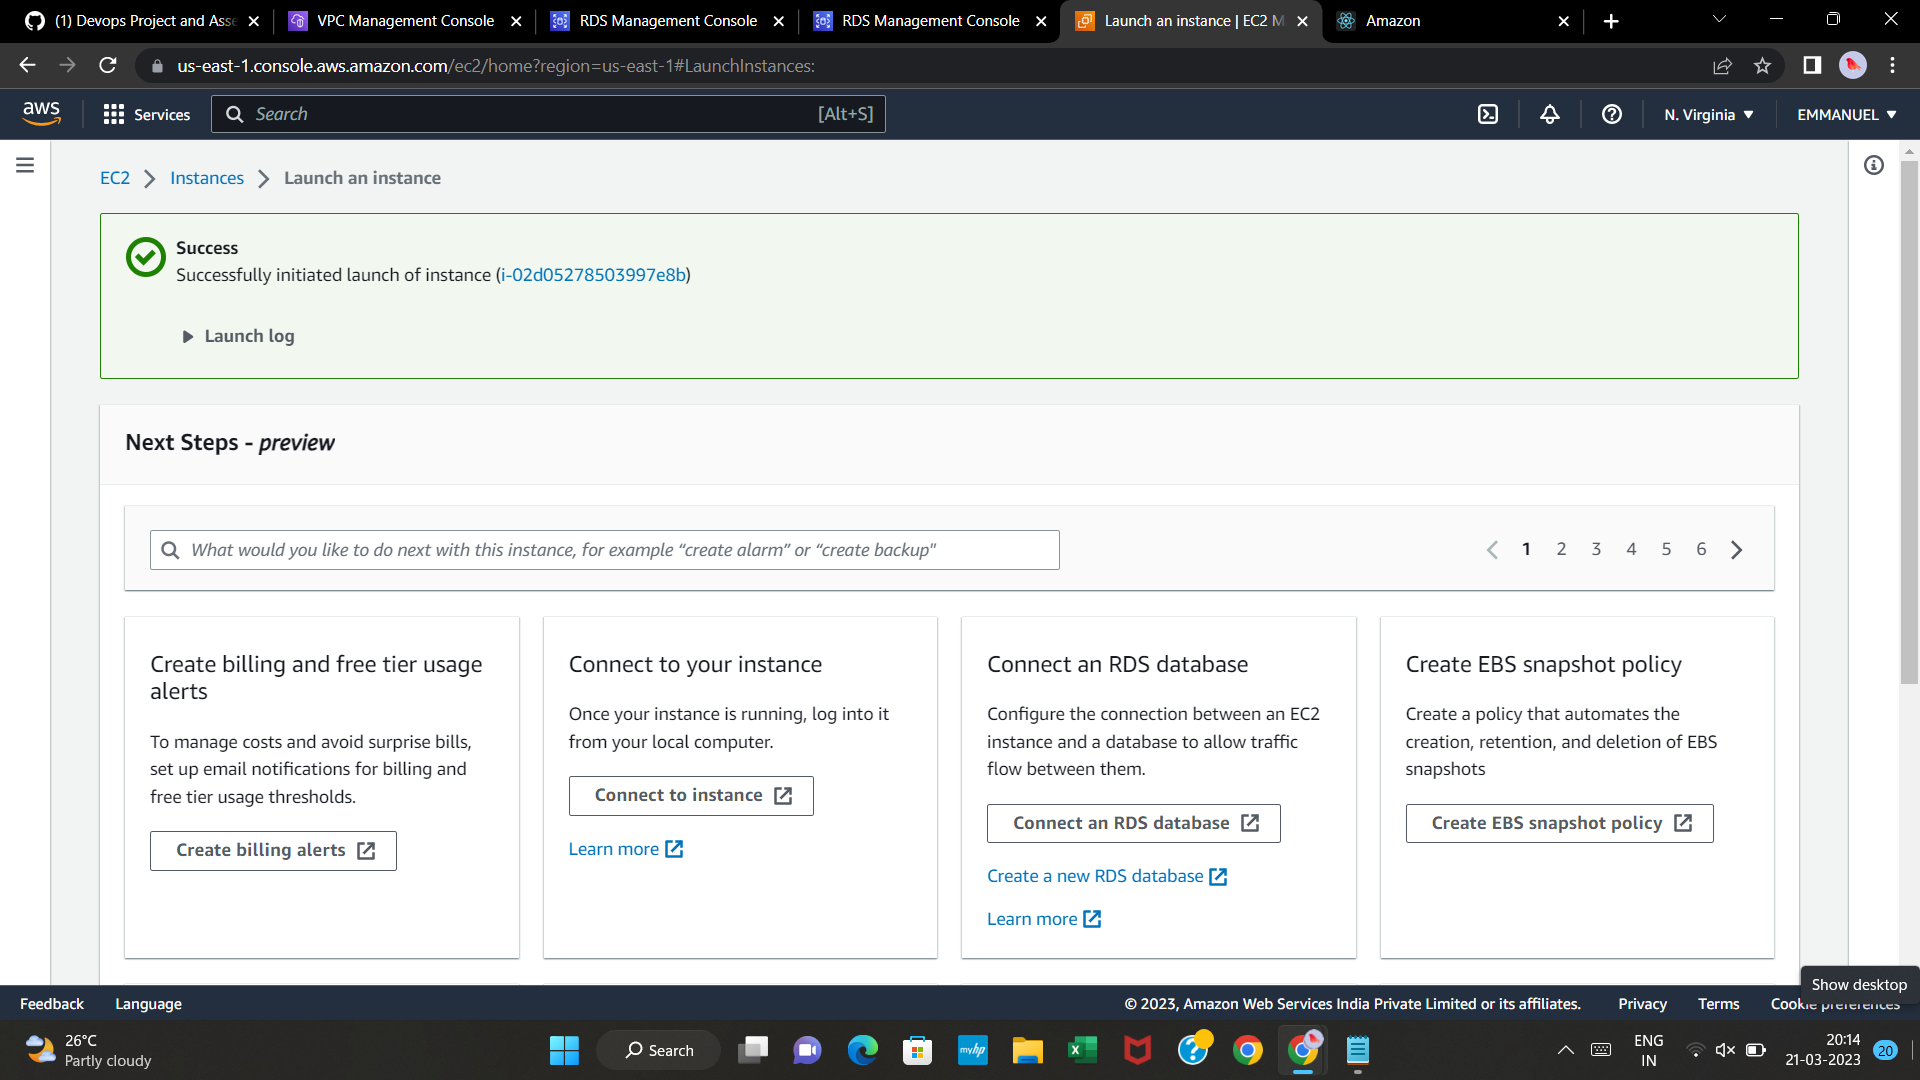 (1) Devops Project and Asse
VPC Management Console
RDS Management Console
RDS Management Console
Launch an instance | EC2 M
Amazon
us-east-1.console.aws.amazon.com/ec2/home?region=us-east-1#LaunchInstances:
aws
Services
Search
[Alt+S]
N. Virginia
EMMANUEL
EC2
Instances
Launch an instance
Success
Successfully initiated launch of instance (i-02d05278503997e8b)
Launch log
Next Steps - preview
What would you like to do next with this instance, for example “create alarm” or “create backup"
1 2 3 4 5 6
Create billing and free tier usage
alerts
To manage costs and avoid surprise bills,
set up email notifications for billing and
free tier usage thresholds.
Create billing alerts
Connect to your instance
Once your instance is running, log into it
from your local computer.
Connect to instance
Learn more
Connect an RDS database
Configure the connection between an EC2
instance and a database to allow traffic
flow between them.
Connect an RDS database
Create a new RDS database
Learn more
Create EBS snapshot policy
Create a policy that automates the
creation, retention, and deletion of EBS
snapshots
Create EBS snapshot policy
Show desktop
Feedback
Language
© 2023, Amazon Web Services India Private Limited or its affiliates.
Privacy
Terms
Cookie preferences
26°C
Partly cloudy
Search
myhp
ENG
IN
20:14
21-03-2023
20